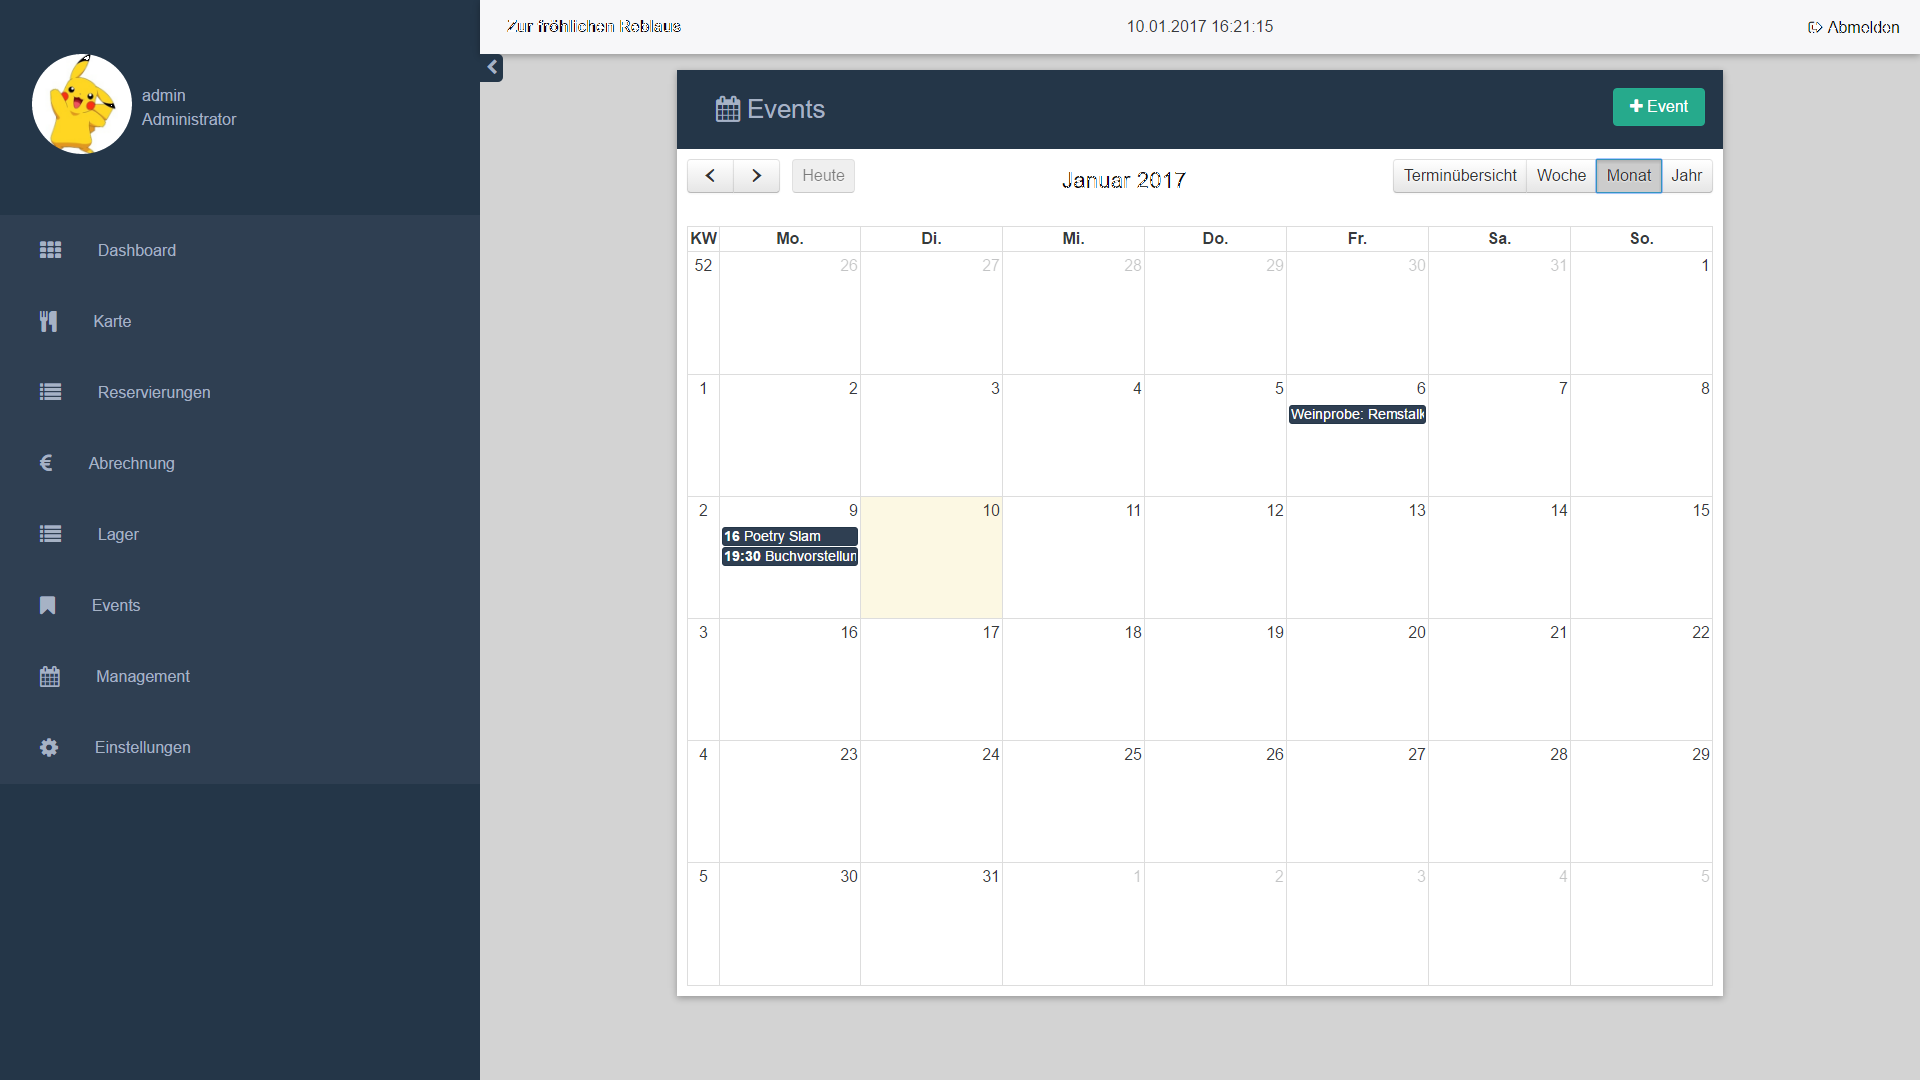 Zur fröhlichen Reblaus
10.01.2017 16:21:15
Abmelden
admin
Administrator
Dashboard
Karte
Reservierungen
€ Abrechnung
Lager
Events
Management
Einstellungen
Events
+ Event
Heute
Januar 2017
Terminübersicht Woche Monat Jahr
KW Mo. Di. Mi. Do. Fr. Sa. So.
52 26 27 28 29 30 31 1
1 2 3 4 5 6 7 8
Weinprobe: Remstalk
2 9 10 11 12 13 14 15
16 Poetry Slam
19:30 Buchvorstellun
3 16 17 18 19 20 21 22
4 23 24 25 26 27 28 29
5 30 31 1 2 3 4 5